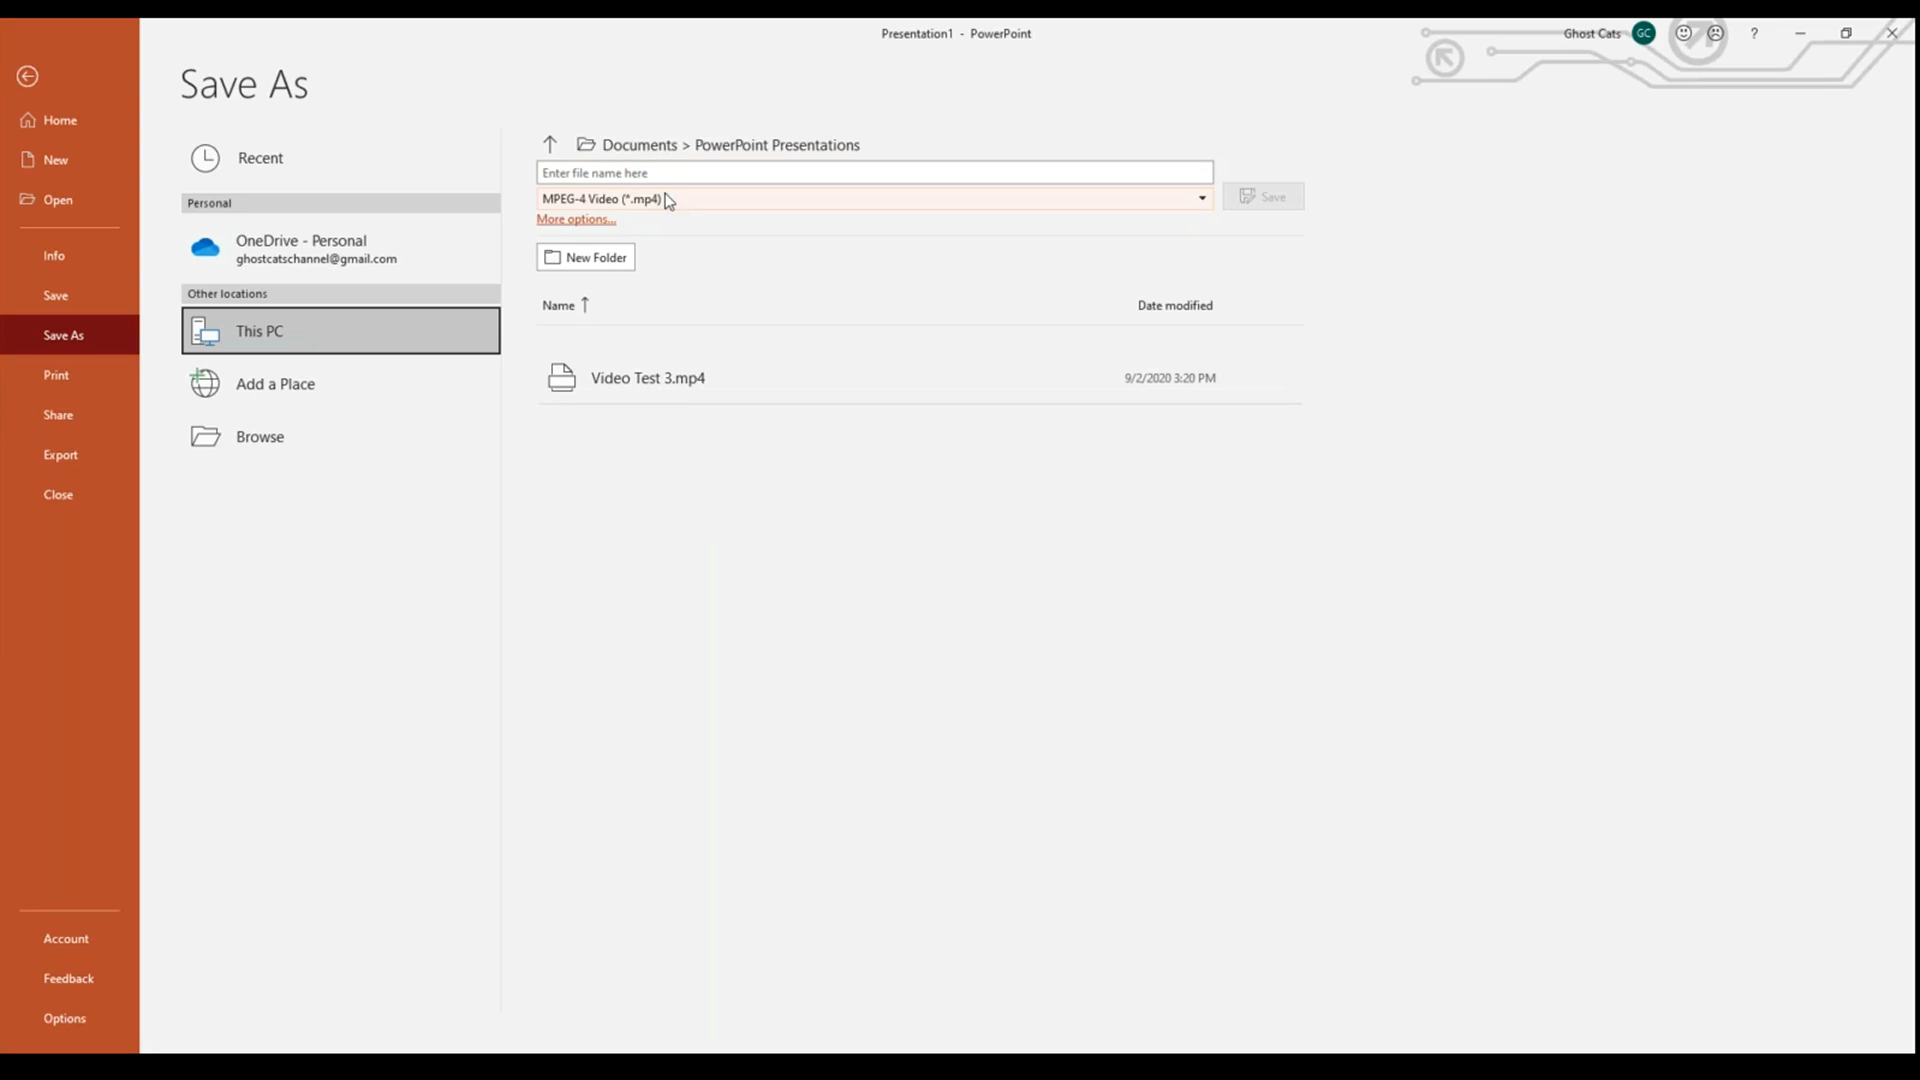 Presentation1 - PowerPoint
Ghost Cats
GC
?
Save As
Home
New
Open
Info
Save
Save As
Print
Share
Export
Close
Account
Feedback
Options
Recent
Personal
OneDrive - Personal
ghostcatschannel@gmail.com
Other locations
This PC
Add a Place
Browse
Documents > PowerPoint Presentations
Enter file name here
MPEG-4 Video (*.mp4)
Save
More options...
New Folder
Name Date modified
Video Test 3.mp4 9/2/2020 3:20 PM